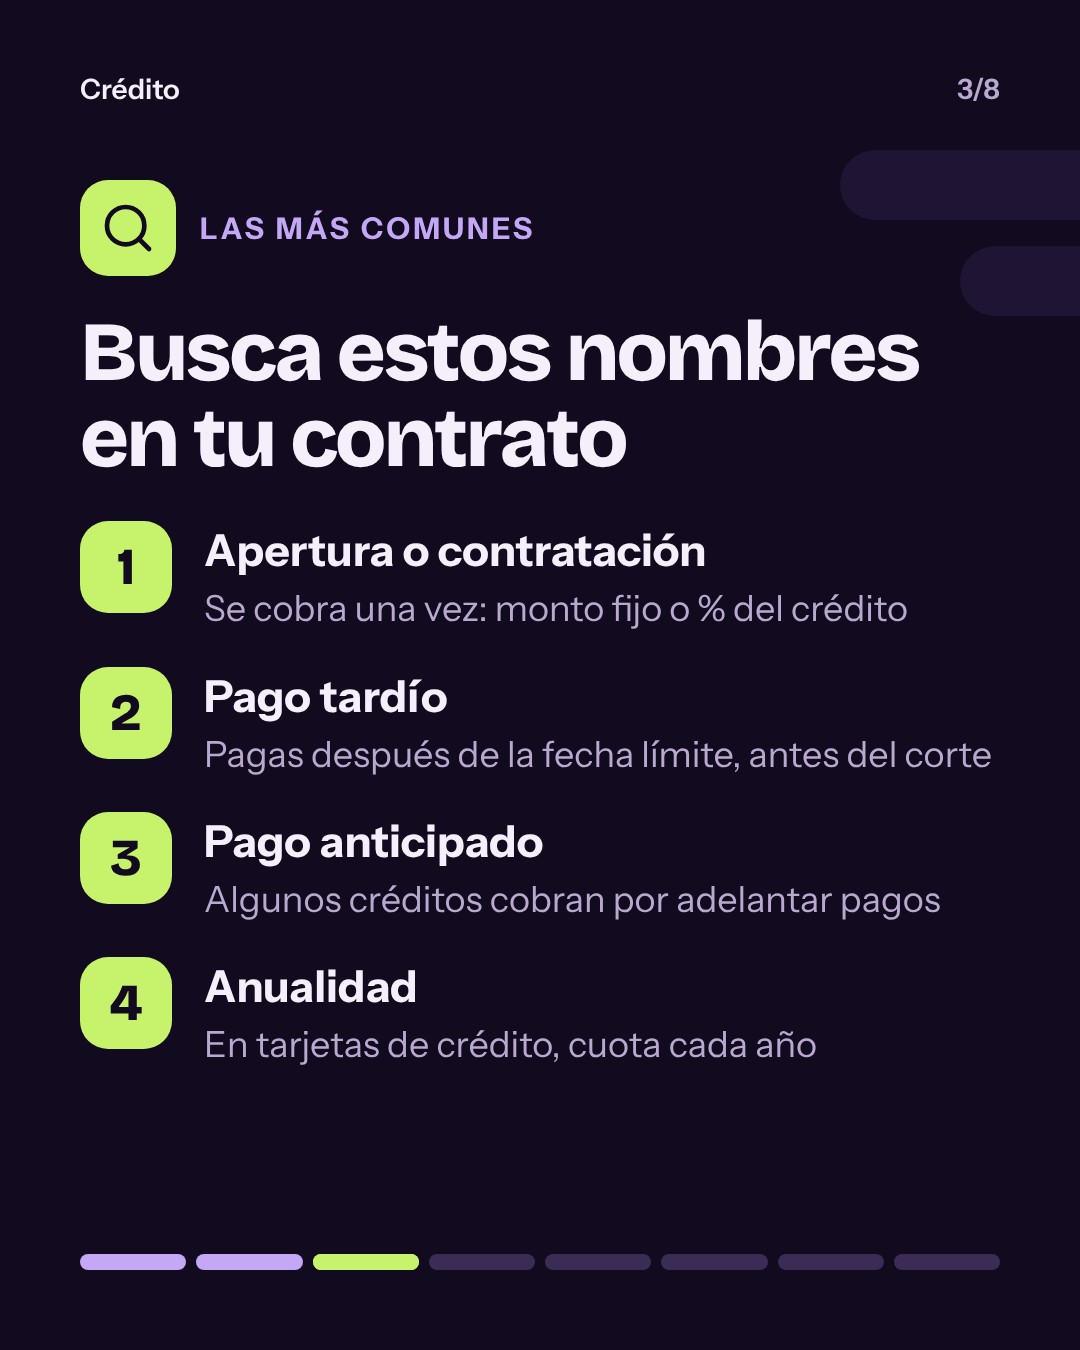 Crédito
3/8
LAS MÁS COMUNES
Busca estos nombres
en tu contrato
1
Apertura o contratación
Se cobra una vez: monto fijo o % del crédito
2
Pago tardío
Pagas después de la fecha límite, antes del corte
3
Pago anticipado
Algunos créditos cobran por adelantar pagos
4
Anualidad
En tarjetas de crédito, cuota cada año